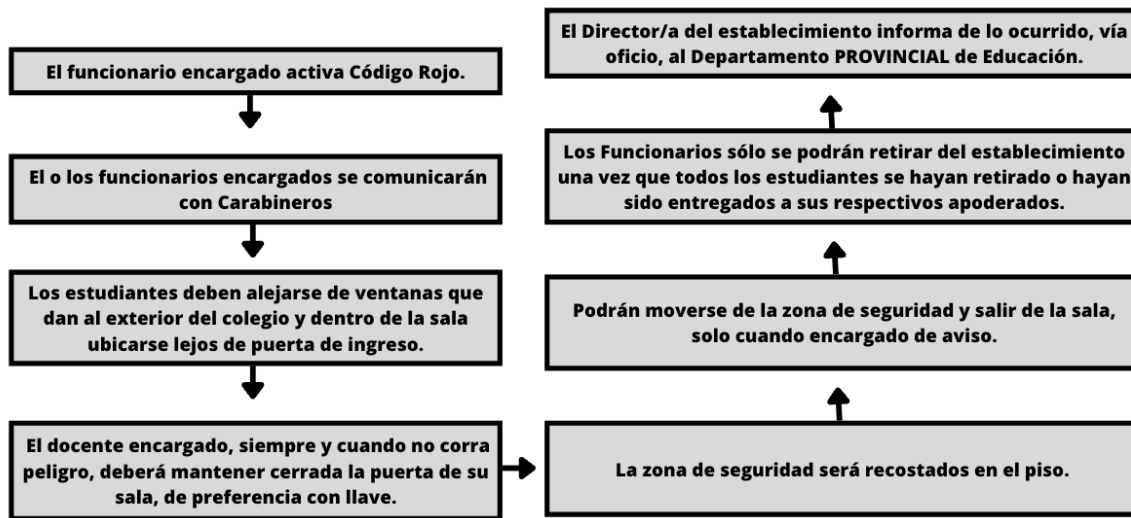 El funcionario encargado activa Código Rojo.
El o los funcionarios encargados se comunicarán
con Carabineros
Los estudiantes deben alejarse de ventanas que
dan al exterior del colegio y dentro de la sala
ubicarse lejos de puerta de ingreso.
El docente encargado, siempre y cuando no corra
peligro, deberá mantener cerrada la puerta de su
sala, de preferencia con llave.
La zona de seguridad será recostados en el piso.
Podrán moverse de la zona de seguridad y salir de la sala,
solo cuando encargado de aviso.
Los Funcionarios sólo se podrán retirar del establecimiento
una vez que todos los estudiantes se hayan retirado o hayan
sido entregados a sus respectivos apoderados.
El Director/a del establecimiento informa de lo ocurrido, vía
oficio, al Departamento PROVINCIAL de Educación.